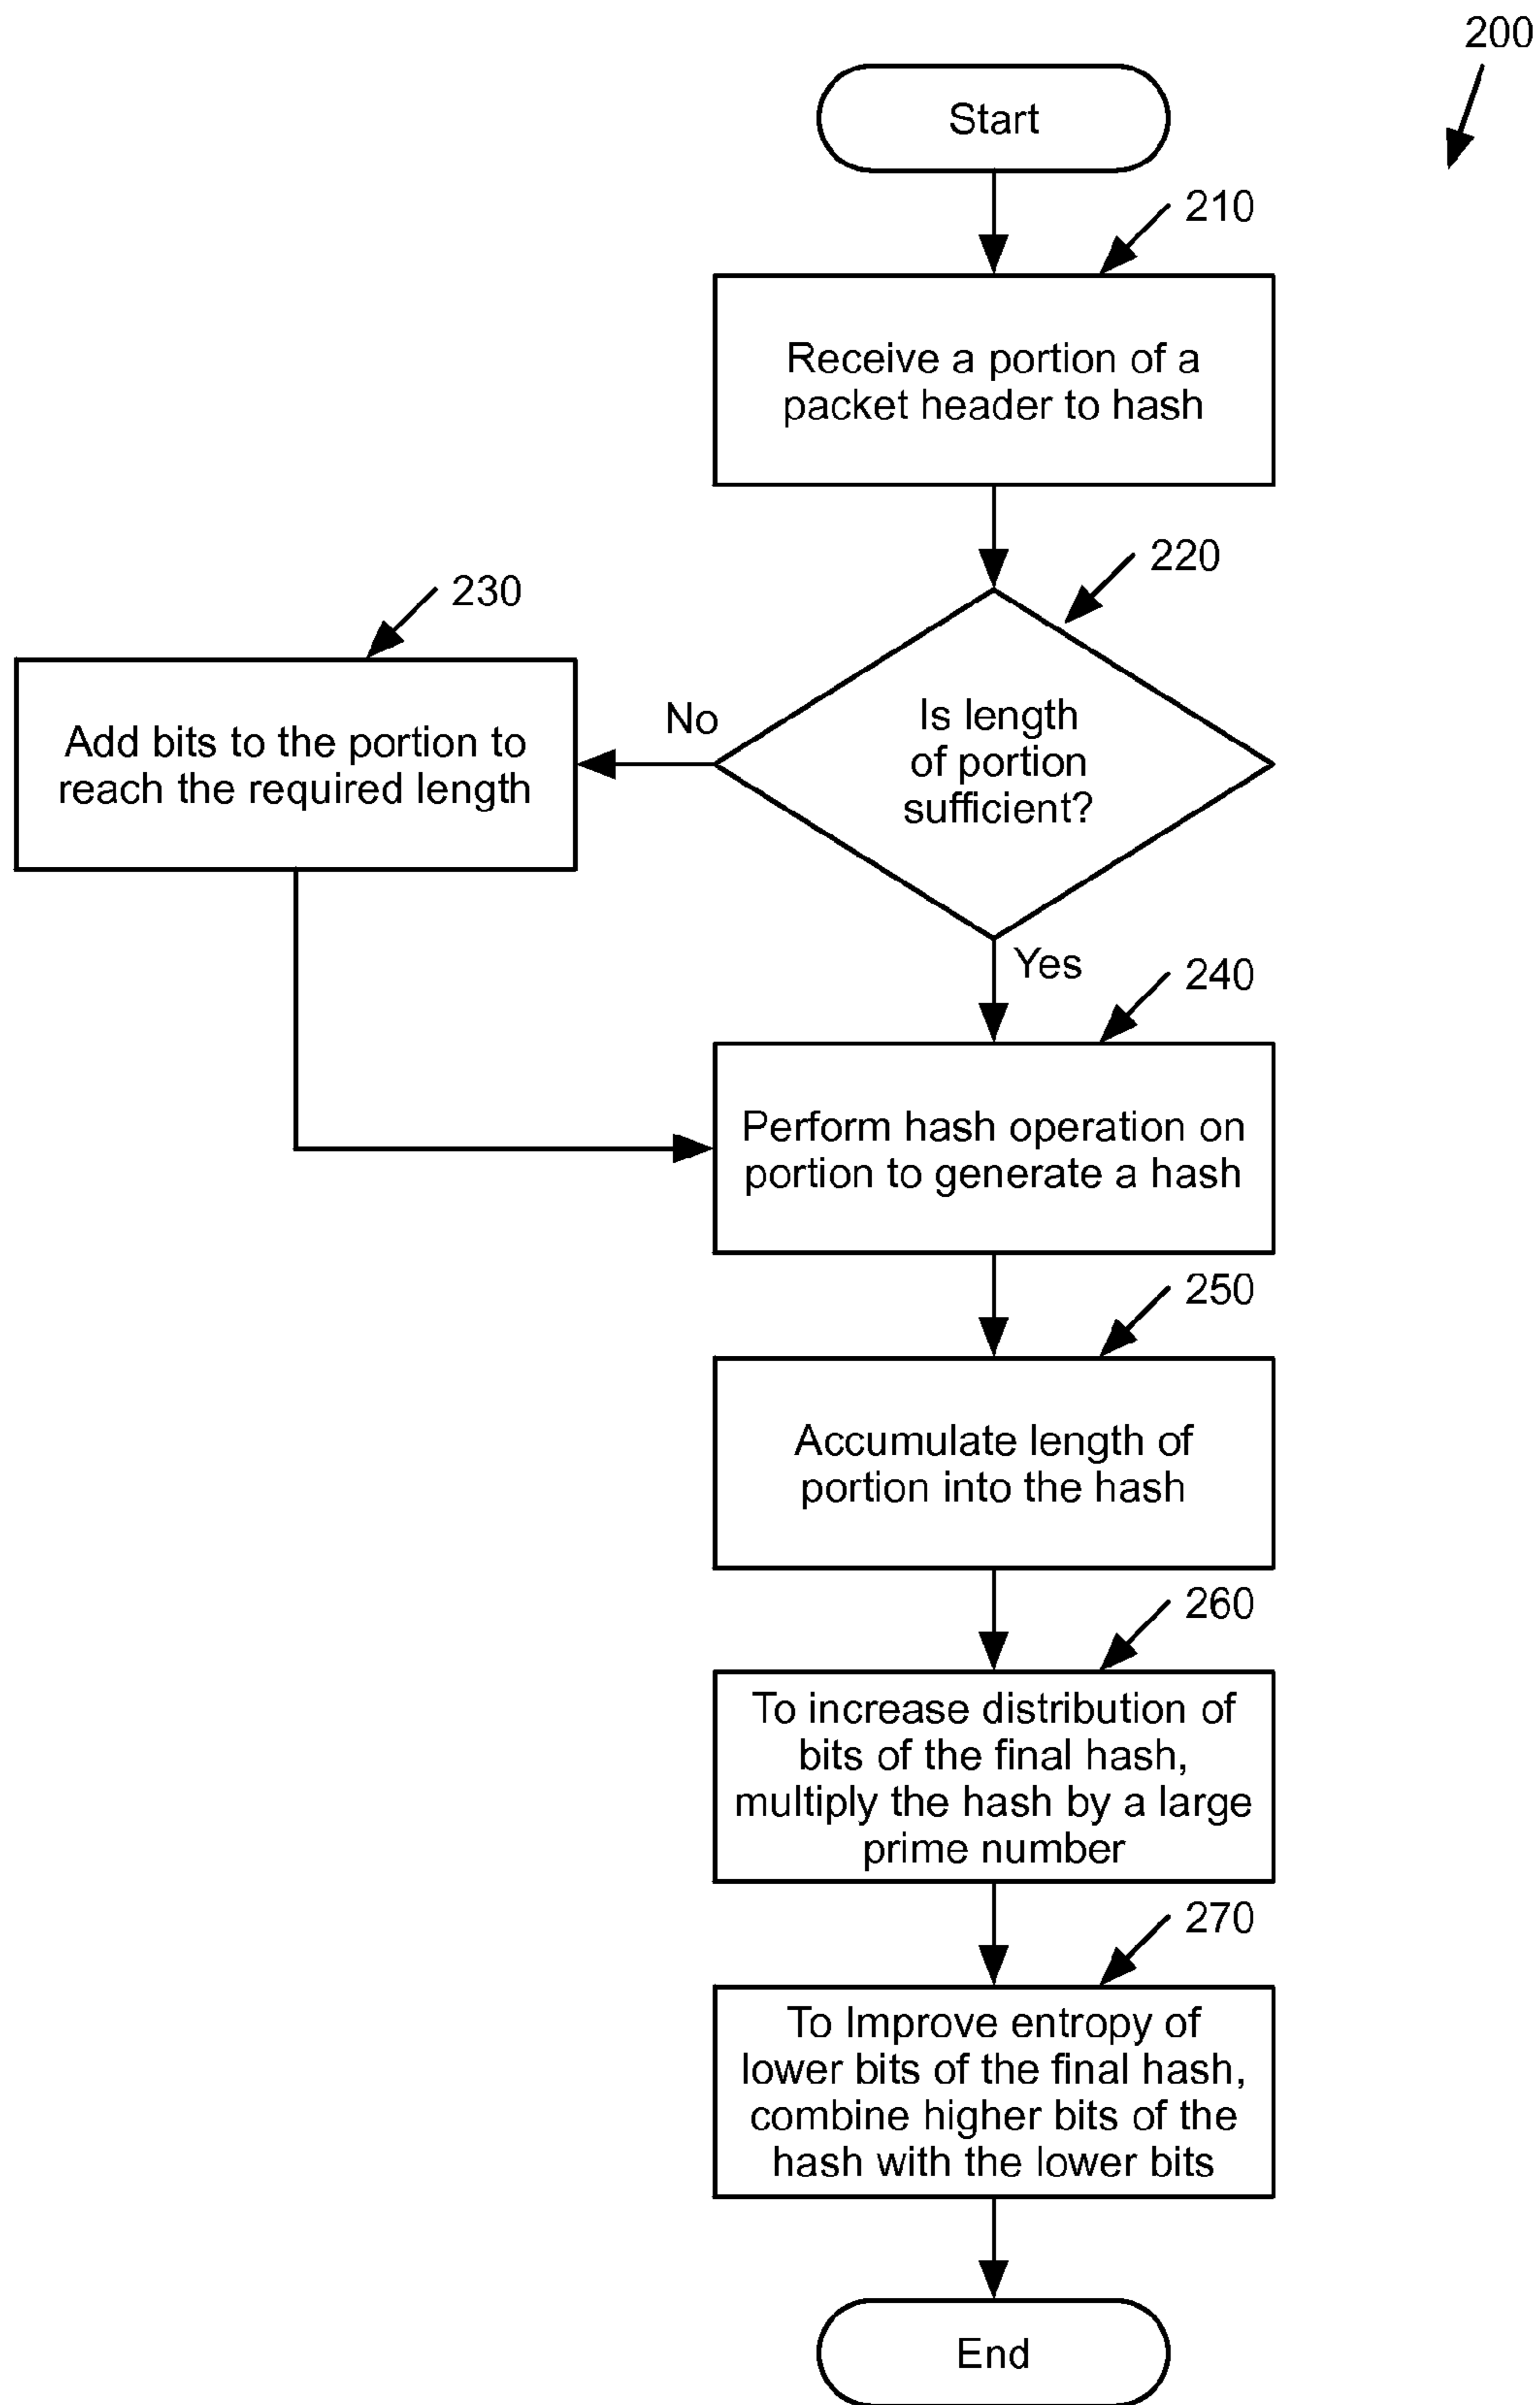 200
Start
210
Receive a portion of a
packet header to hash
220
Is length
of portion
sufficient?
No
230
Add bits to the portion to
reach the required length
Yes
240
Perform hash operation on
portion to generate a hash
250
Accumulate length of
portion into the hash
260
To increase distribution of
bits of the final hash,
multiply the hash by a large
prime number
270
To Improve entropy of
lower bits of the final hash,
combine higher bits of the
hash with the lower bits
End